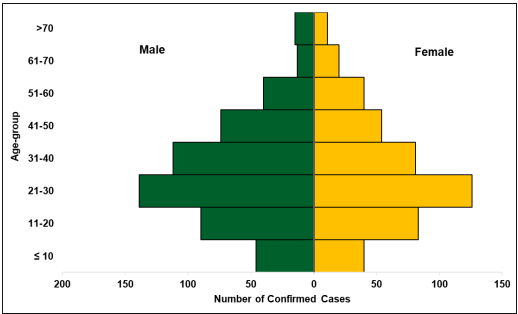 >70
Male
Female
61-70
51-60
41-50
Age-group
31-40
21-30
11-20
≤ 10
200 150 100 50 0 50 100 150
Number of Confirmed Cases